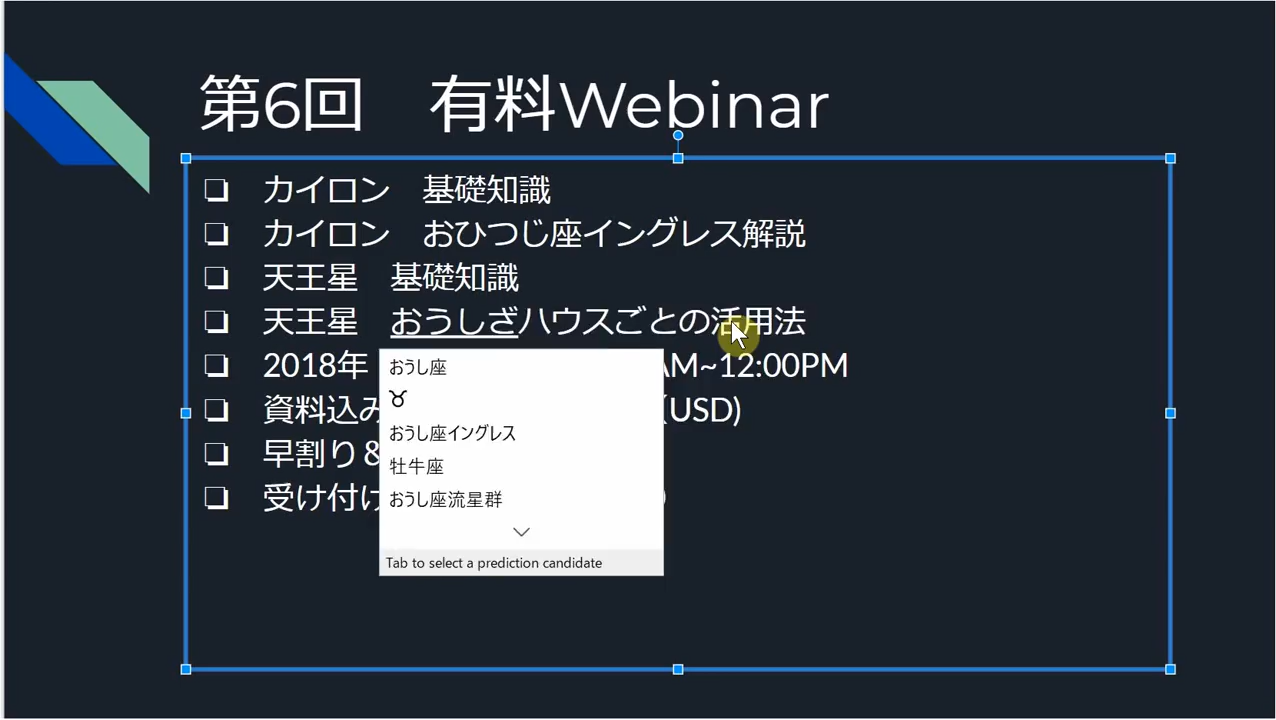 第6回　有料Webinar
カイロン　基礎知識
カイロン　おひつじ座イングレス解説
天王星　基礎知識
天王星　おうしざハウスごとの活用法
2018年 AM~12:00PM
資料込み (USD)
早割り&
受け付け
おうし座
♉
おうし座イングレス
牡牛座
おうし座流星群
Tab to select a prediction candidate